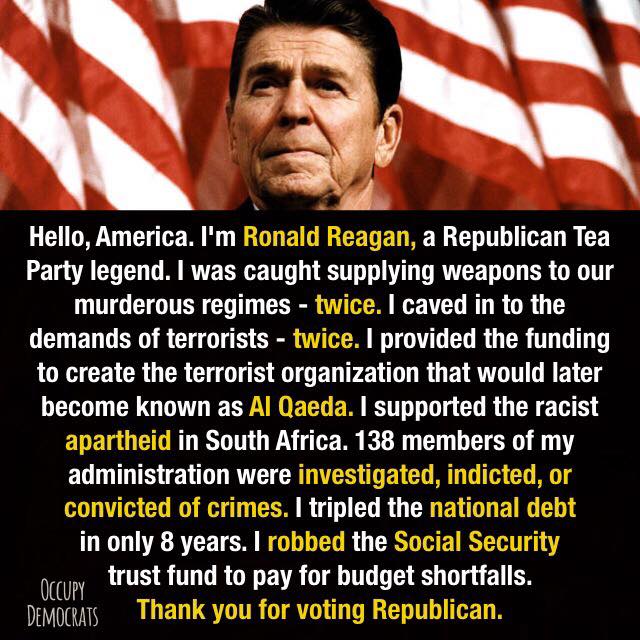 Hello, America. I'm Ronald Reagan, a Republican Tea
Party legend. I was caught supplying weapons to our
murderous regimes - twice. I caved in to the
demands of terrorists - twice. I provided the funding
to create the terrorist organization that would later
become known as Al Qaeda. I supported the racist
apartheid in South Africa. 138 members of my
administration were investigated, indicted, or
convicted of crimes. I tripled the national debt
in only 8 years. I robbed the Social Security
trust fund to pay for budget shortfalls.
Thank you for voting Republican.
OCCUPY
DEMOCRATS